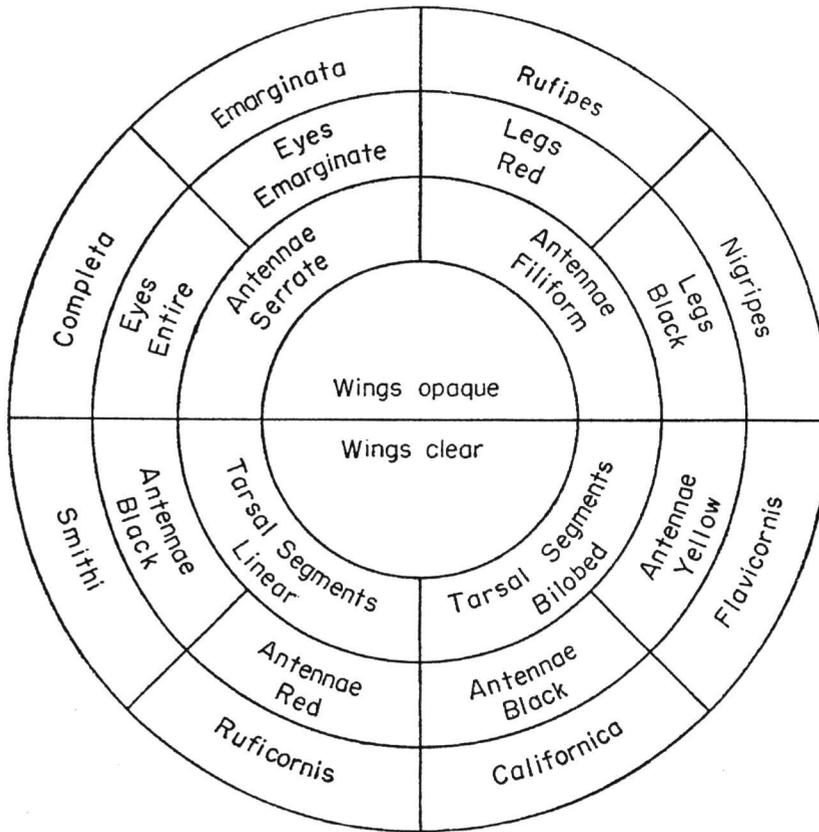 Emarginata
Rufipes
Eyes
Emarginate
Legs
Red
Completa
Eyes
Entire
Antennae
Serrate
Antennae
Filiform
Legs
Black
Nigripes
Wings opaque
Wings clear
Smithi
Antennae
Black
Tarsal Segments
Linear
Tarsal Segments
Bilobed
Antennae
Yellow
Flavicornis
Antennae
Red
Antennae
Black
Ruficornis
Californica